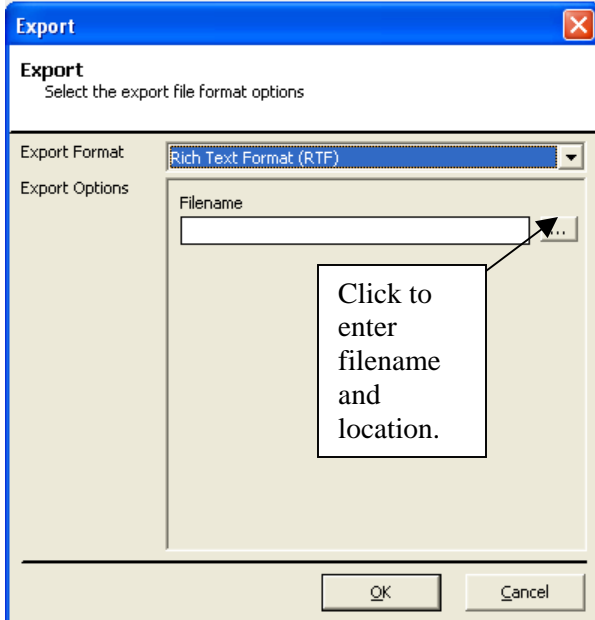 Export
Export
Select the export file format options
Export Format
Rich Text Format (RTF)
Export Options
Filename
...
Click to
enter
filename
and
location.
OK
Cancel